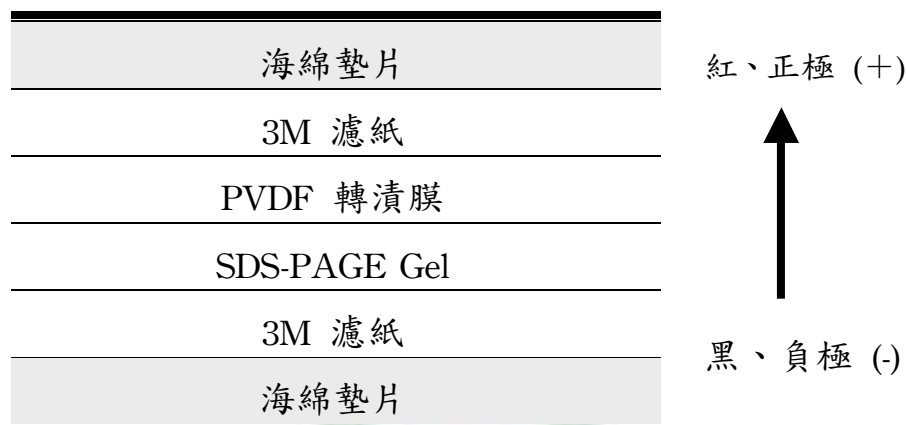 海綿墊片
紅、正極 (＋)
3M 濾紙
PVDF 轉漬膜
SDS-PAGE Gel
3M 濾紙
黑、負極 (-)
海綿墊片